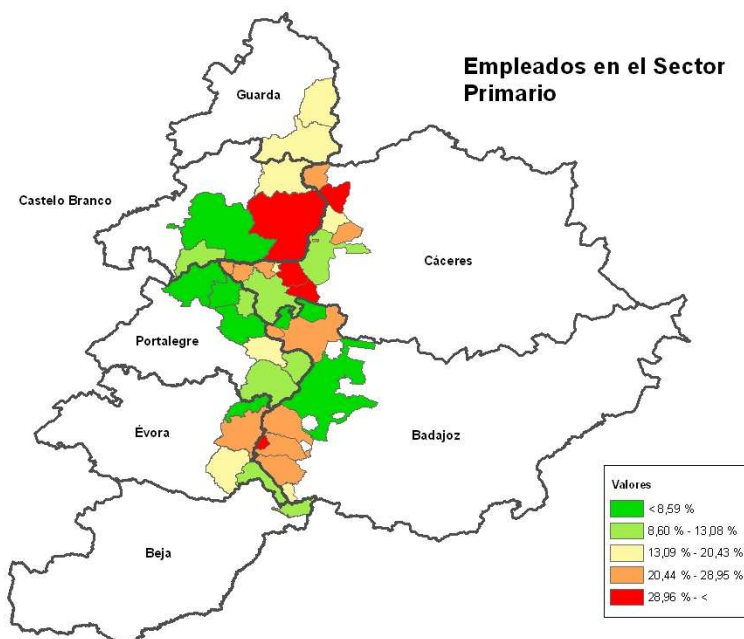 Empleados en el Sector
Primario
Guarda
Castelo Branco
Cáceres
Portalegre
Évora
Badajoz
Beja
Valores
< 8,59 %
8,60 % - 13,08 %
13,09 % - 20,43 %
20,44 % - 28,95 %
28,96 % - <